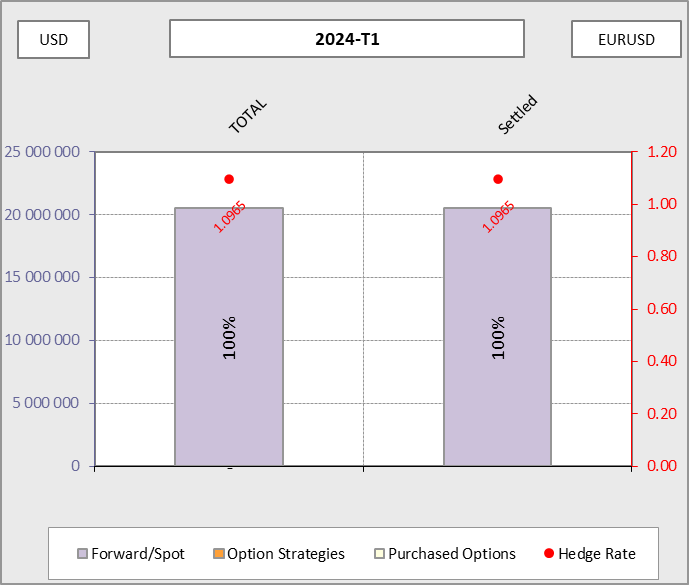 USD
2024-T1
EURUSD
TOTAL
Settled
25 000 000
20 000 000
15 000 000
10 000 000
5 000 000
0
1.20
1.00
0.80
0.60
0.40
0.20
0.00
1.0965
1.0965
100%
100%
-
Forward/Spot
Option Strategies
Purchased Options
Hedge Rate